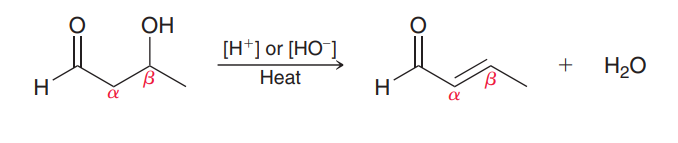 O OH O
[H⁺] or [HO⁻]
Heat
+ H₂O
H α β H α β